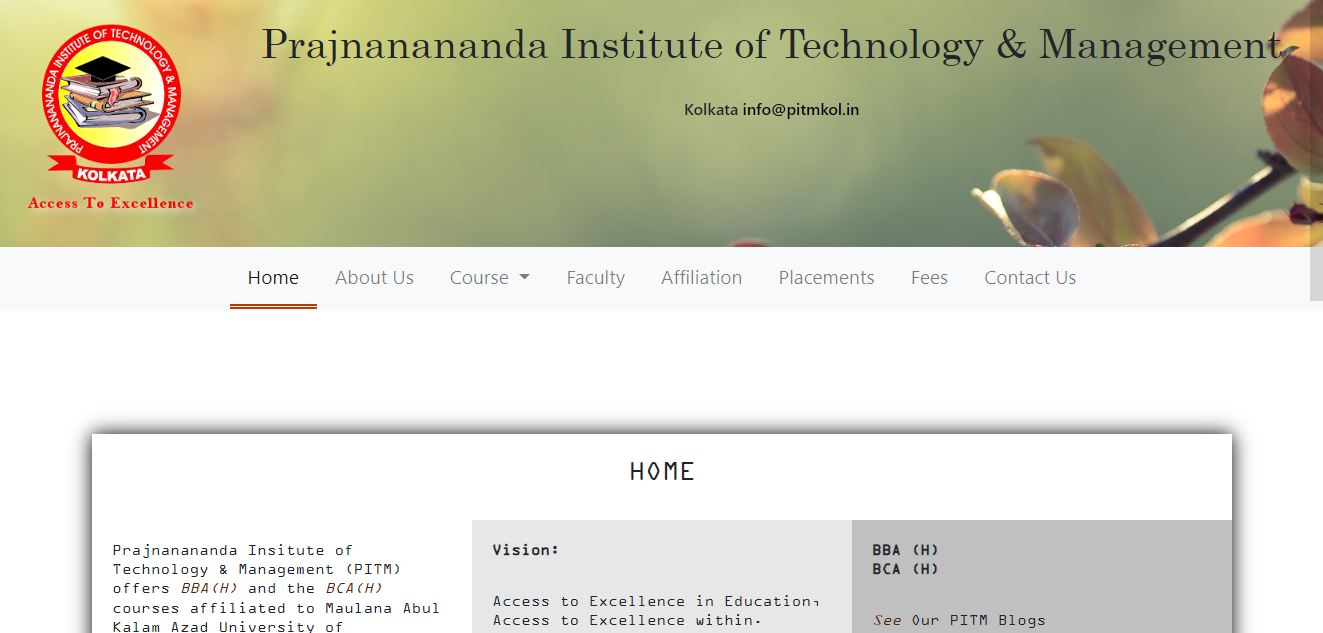 PRAJNANANANDA INSTITUTE OF TECHNOLOGY & MANAGEMENT
KOLKATA
Access To Excellence
Prajnanananda Institute of Technology & Management
Kolkata info@pitmkol.in
Home About Us Course Faculty Affiliation Placements Fees Contact Us
HOME
Prajnanananda Insitute of
Technology & Management (PITM)
offers BBA(H) and the BCA(H)
courses affiliated to Maulana Abul
Kalam Azad University of
Vision:
Access to Excellence in Education,
Access to Excellence within.
BBA (H)
BCA (H)
See Our PITM Blogs